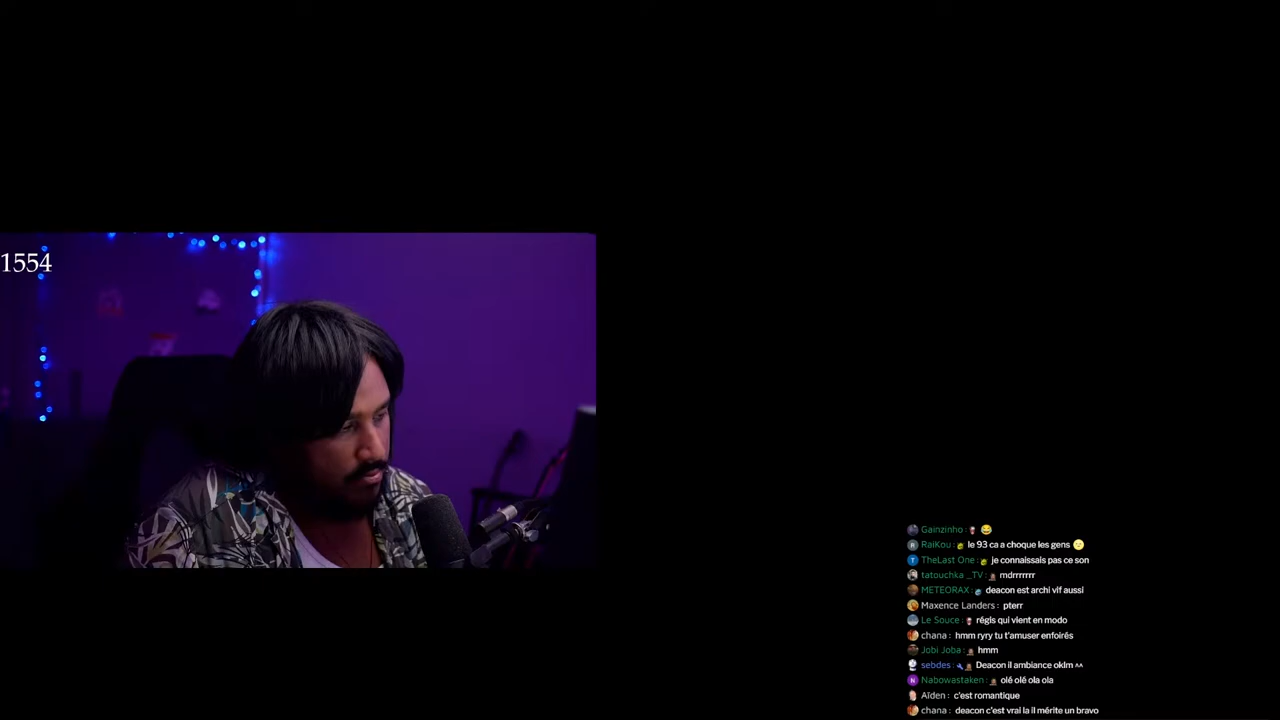 1554
Gainzinho : 😂
RaiKou : le 93 ca a choque les gens 🌝
TheLast One : je connaissais pas ce son
tatouchka _TV : mdrrrrrrr
METEORAX : deacon est archi vif aussi
Maxence Landers : pterr
Le Souce : régis qui vient en modo
chana : hmm ryry tu t'amuser enfoirés
Jobi Joba : hmm
sebdes : Deacon il ambiance oklm ^^
N Nabowastaken : olé olé ola ola
Aïden : c'est romantique
chana : deacon c'est vrai la il mérite un bravo